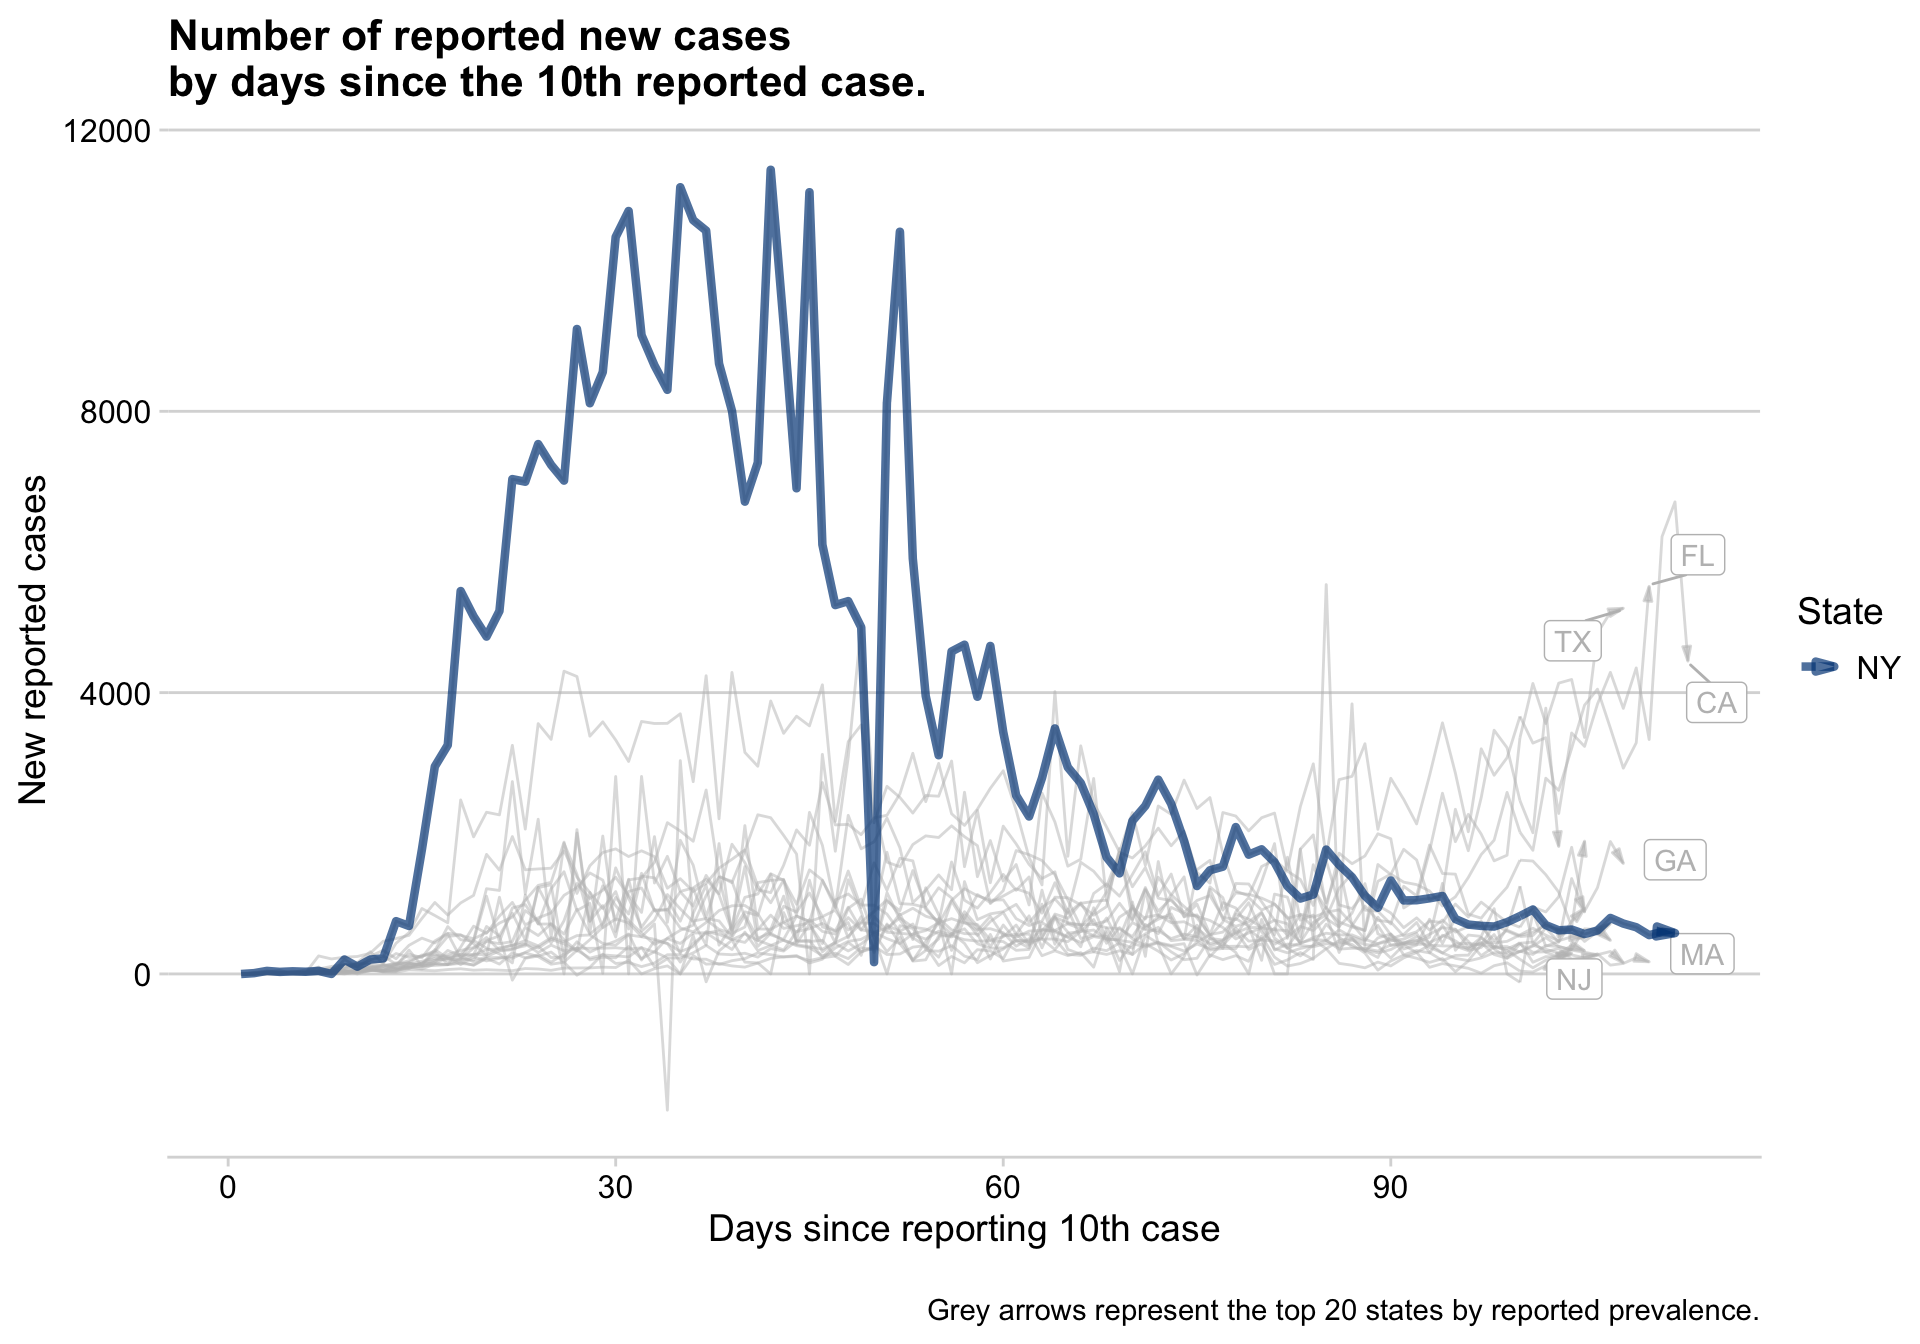 Number of reported new cases
by days since the 10th reported case.
12000
8000
4000
0
New reported cases
FL
TX
CA
GA
MA
NJ
State
NY
0
30
60
90
Days since reporting 10th case
Grey arrows represent the top 20 states by reported prevalence.